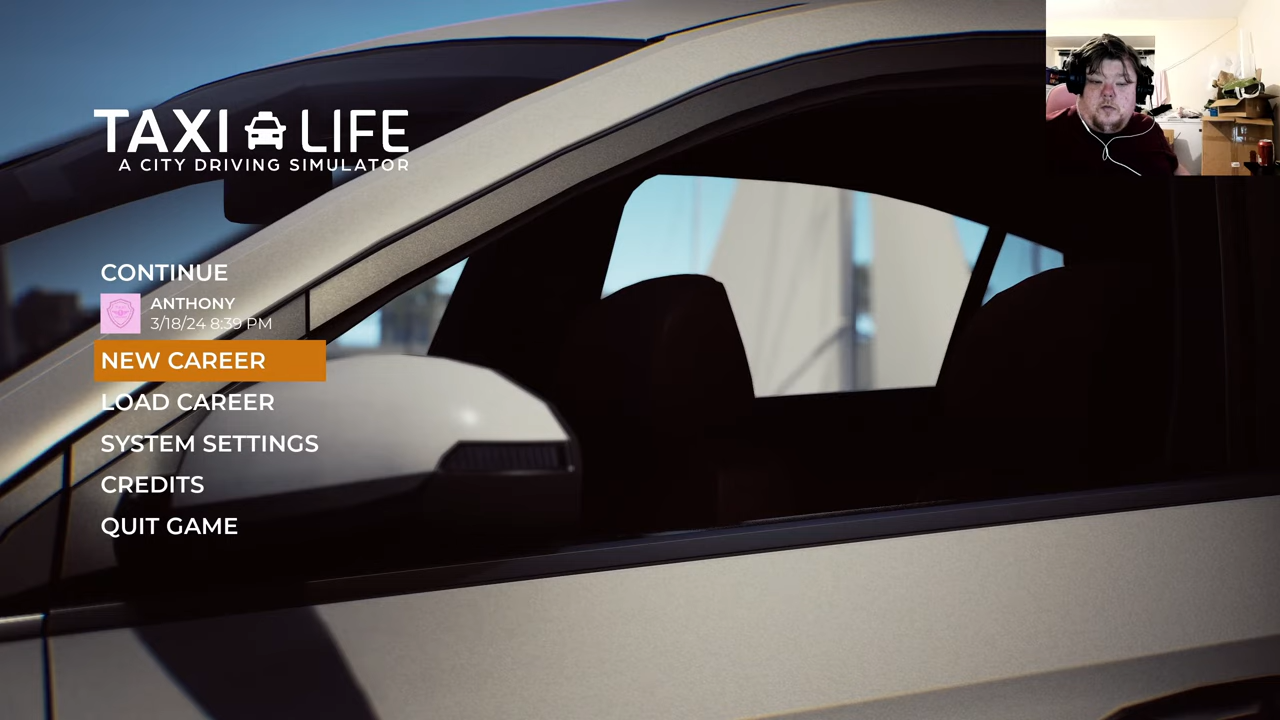 TAXI LIFE
A CITY DRIVING SIMULATOR
CONTINUE
ANTHONY
3/18/24 8:39 PM
NEW CAREER
LOAD CAREER
SYSTEM SETTINGS
CREDITS
QUIT GAME